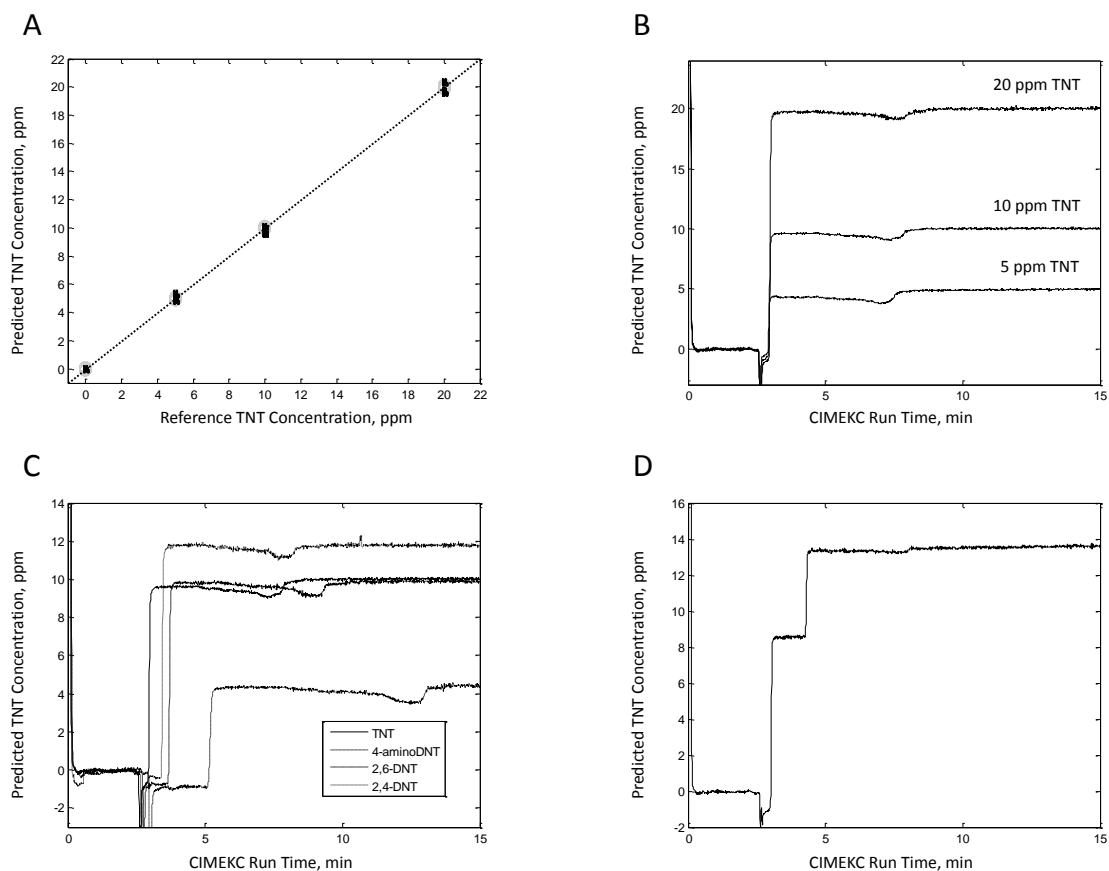 A
22
20
18
16
14
12
10
8
6
4
2
0
0 2 4 6 8 10 12 14 16 18 20 22
Predicted TNT Concentration, ppm
Reference TNT Concentration, ppm
B
20
15
10
5
0
0 5 10 15
20 ppm TNT
10 ppm TNT
5 ppm TNT
Predicted TNT Concentration, ppm
CIMEKC Run Time, min
C
14
12
10
8
6
4
2
0
-2
0 5 10 15
TNT
4-aminoDNT
2,6-DNT
2,4-DNT
Predicted TNT Concentration, ppm
CIMEKC Run Time, min
D
16
14
12
10
8
6
4
2
0
-2
0 5 10 15
Predicted TNT Concentration, ppm
CIMEKC Run Time, min